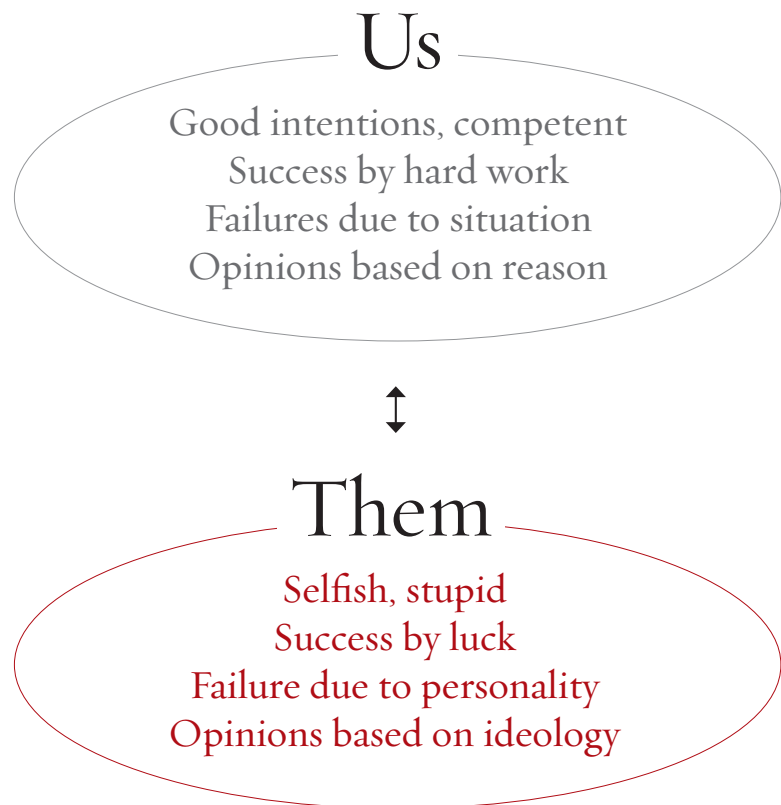 Us
Good intentions, competent
Success by hard work
Failures due to situation
Opinions based on reason
Them
Selfish, stupid
Success by luck
Failure due to personality
Opinions based on ideology